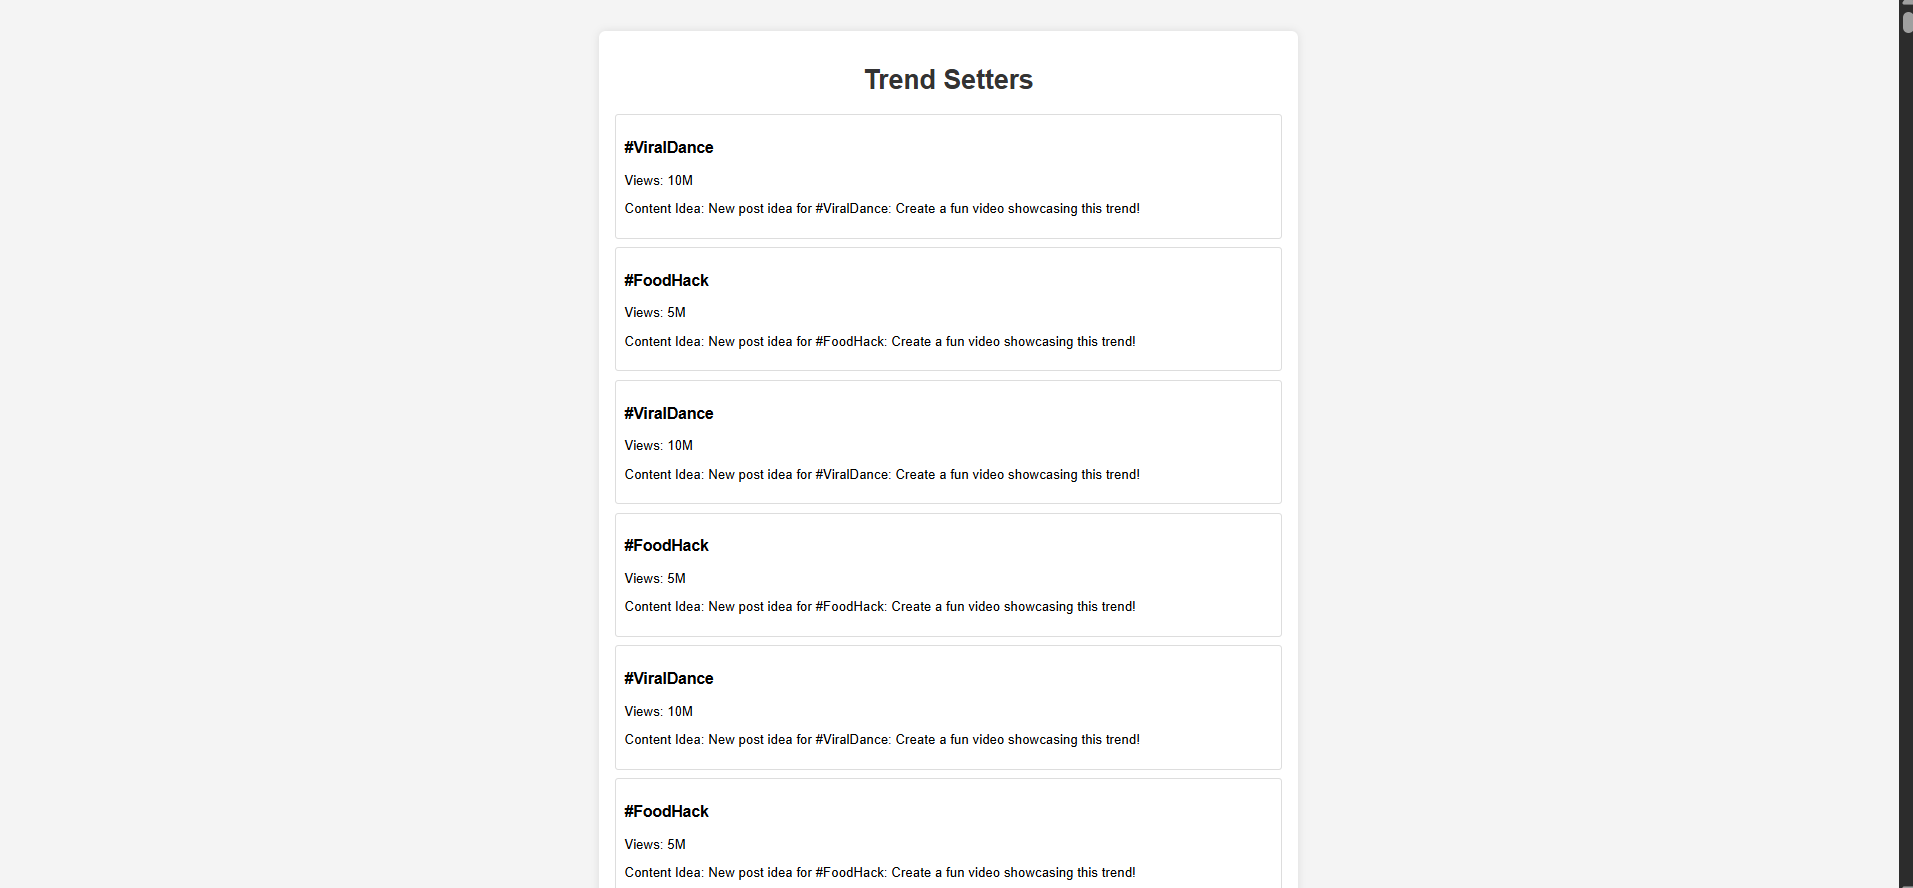 Trend Setters
#ViralDance
Views: 10M
Content Idea: New post idea for #ViralDance: Create a fun video showcasing this trend!
#FoodHack
Views: 5M
Content Idea: New post idea for #FoodHack: Create a fun video showcasing this trend!
#ViralDance
Views: 10M
Content Idea: New post idea for #ViralDance: Create a fun video showcasing this trend!
#FoodHack
Views: 5M
Content Idea: New post idea for #FoodHack: Create a fun video showcasing this trend!
#ViralDance
Views: 10M
Content Idea: New post idea for #ViralDance: Create a fun video showcasing this trend!
#FoodHack
Views: 5M
Content Idea: New post idea for #FoodHack: Create a fun video showcasing this trend!